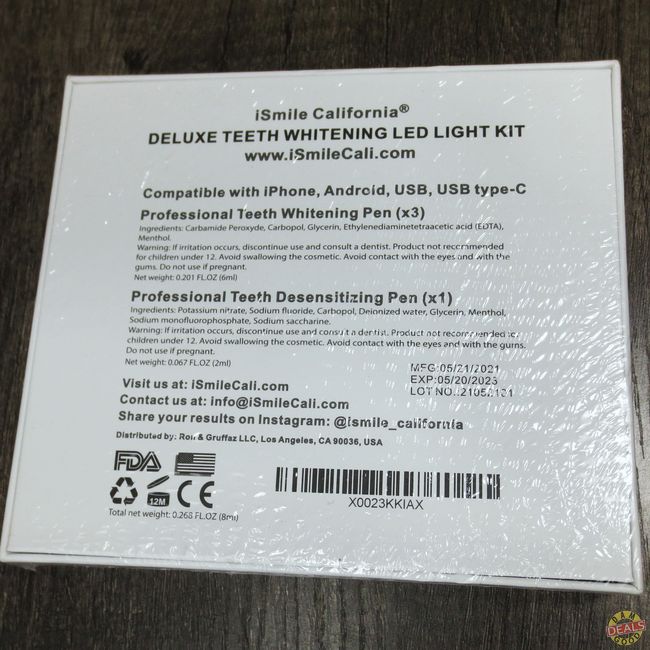 iSmile California®
DELUXE TEETH WHITENING LED LIGHT KIT
www.iSmileCali.com
Compatible with iPhone, Android, USB, USB type-C
Professional Teeth Whitening Pen (x3)
Ingredients: Carbamide Peroxyde, Carbopol, Glycerin, Ethylenediaminetetraacetic acid (EDTA),
Menthol.
Warning: If irritation occurs, discontinue use and consult a dentist. Product not recommended
for children under 12. Avoid swallowing the cosmetic. Avoid contact with the eyes and with the
gums. Do not use if pregnant.
Net weight: 0.201 FL.OZ (6ml)
Professional Teeth Desensitizing Pen (x1)
Ingredients: Potassium nitrate, Sodium fluoride, Carbopol, Deionized water, Glycerin, Menthol,
Sodium monofluorophosphate, Sodium saccharine.
Warning: If irritation occurs, discontinue use and consult a dentist. Product not recommended to
children under 12. Avoid swallowing the cosmetic. Avoid contact with the eyes and with the gums.
Do not use if pregnant.
Net weight: 0.067 FL.OZ (2ml)
MFG:05/21/2021
EXP:05/20/2023
LOT NO.:21052101
Visit us at: iSmileCali.com
Contact us at: info@iSmileCali.com
Share your results on Instagram: @ismile_california
Distributed by: Roll & Gruffaz LLC, Los Angeles, CA 90036, USA
FDA
12M CE
Total net weight: 0.268 FL.OZ (8ml)
X0023KKIAX
DAM
DEALS
GOOD